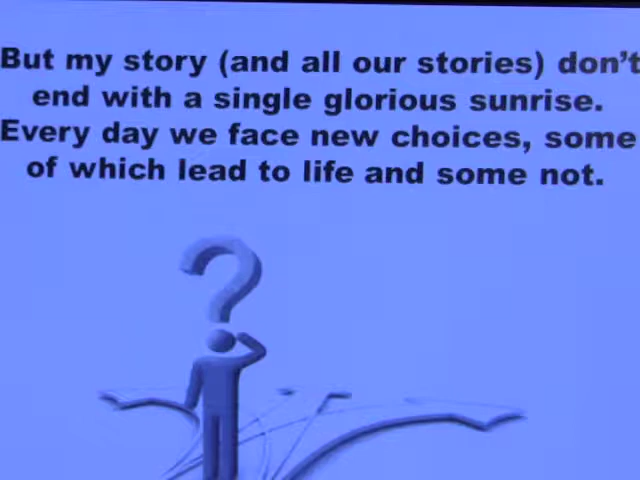 But my story (and all our stories) don't
end with a single glorious sunrise.
Every day we face new choices, some
of which lead to life and some not.